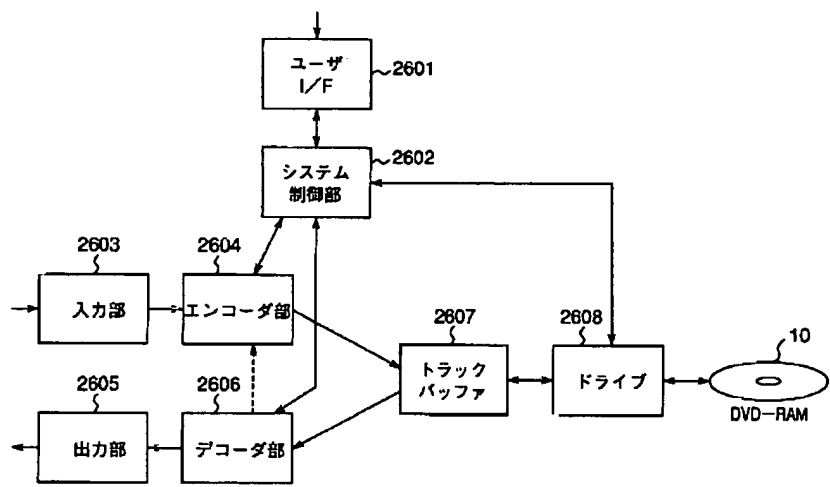 ユーザ
I/F
2601
システム
制御部
2602
2603
入力部
2604
エンコーダ部
2605
出力部
2606
デコーダ部
2607
トラック
バッファ
2608
ドライブ
10
DVD-RAM